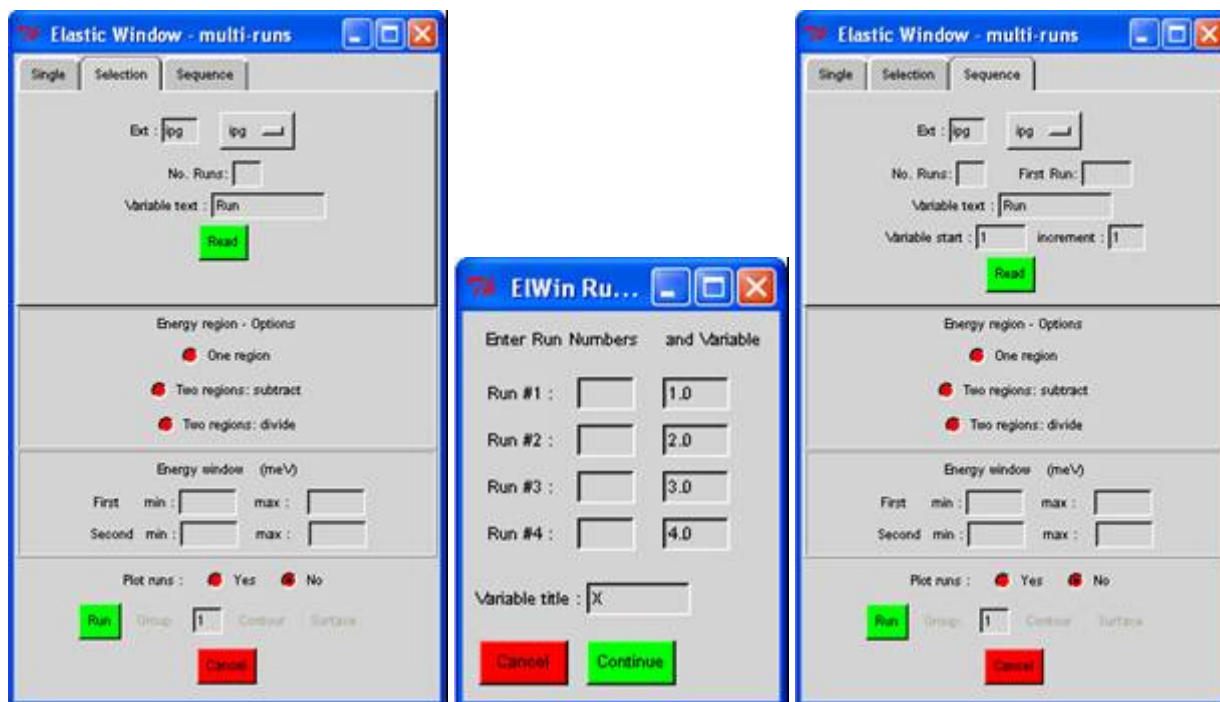 Elastic Window - multi-runs
Single Selection Sequence
Ext : ipg ipg
No. Runs:
Variable text : Run
Read
Energy region - Options
One region
Two regions: subtract
Two regions: divide
Energy window (meV)
First min : max :
Second min : max :
Plot runs : Yes No
Run Group 1 Contour Surface
Cancel
ElWin Ru...
Enter Run Numbers and Variable
Run #1 : 1.0
Run #2 : 2.0
Run #3 : 3.0
Run #4 : 4.0
Variable title : X
Cancel Continue
Elastic Window - multi-runs
Single Selection Sequence
Ext : ipg ipg
No. Runs: First Run:
Variable text : Run
Variable start : 1 increment : 1
Read
Energy region - Options
One region
Two regions: subtract
Two regions: divide
Energy window (meV)
First min : max :
Second min : max :
Plot runs : Yes No
Run Group 1 Contour Surface
Cancel